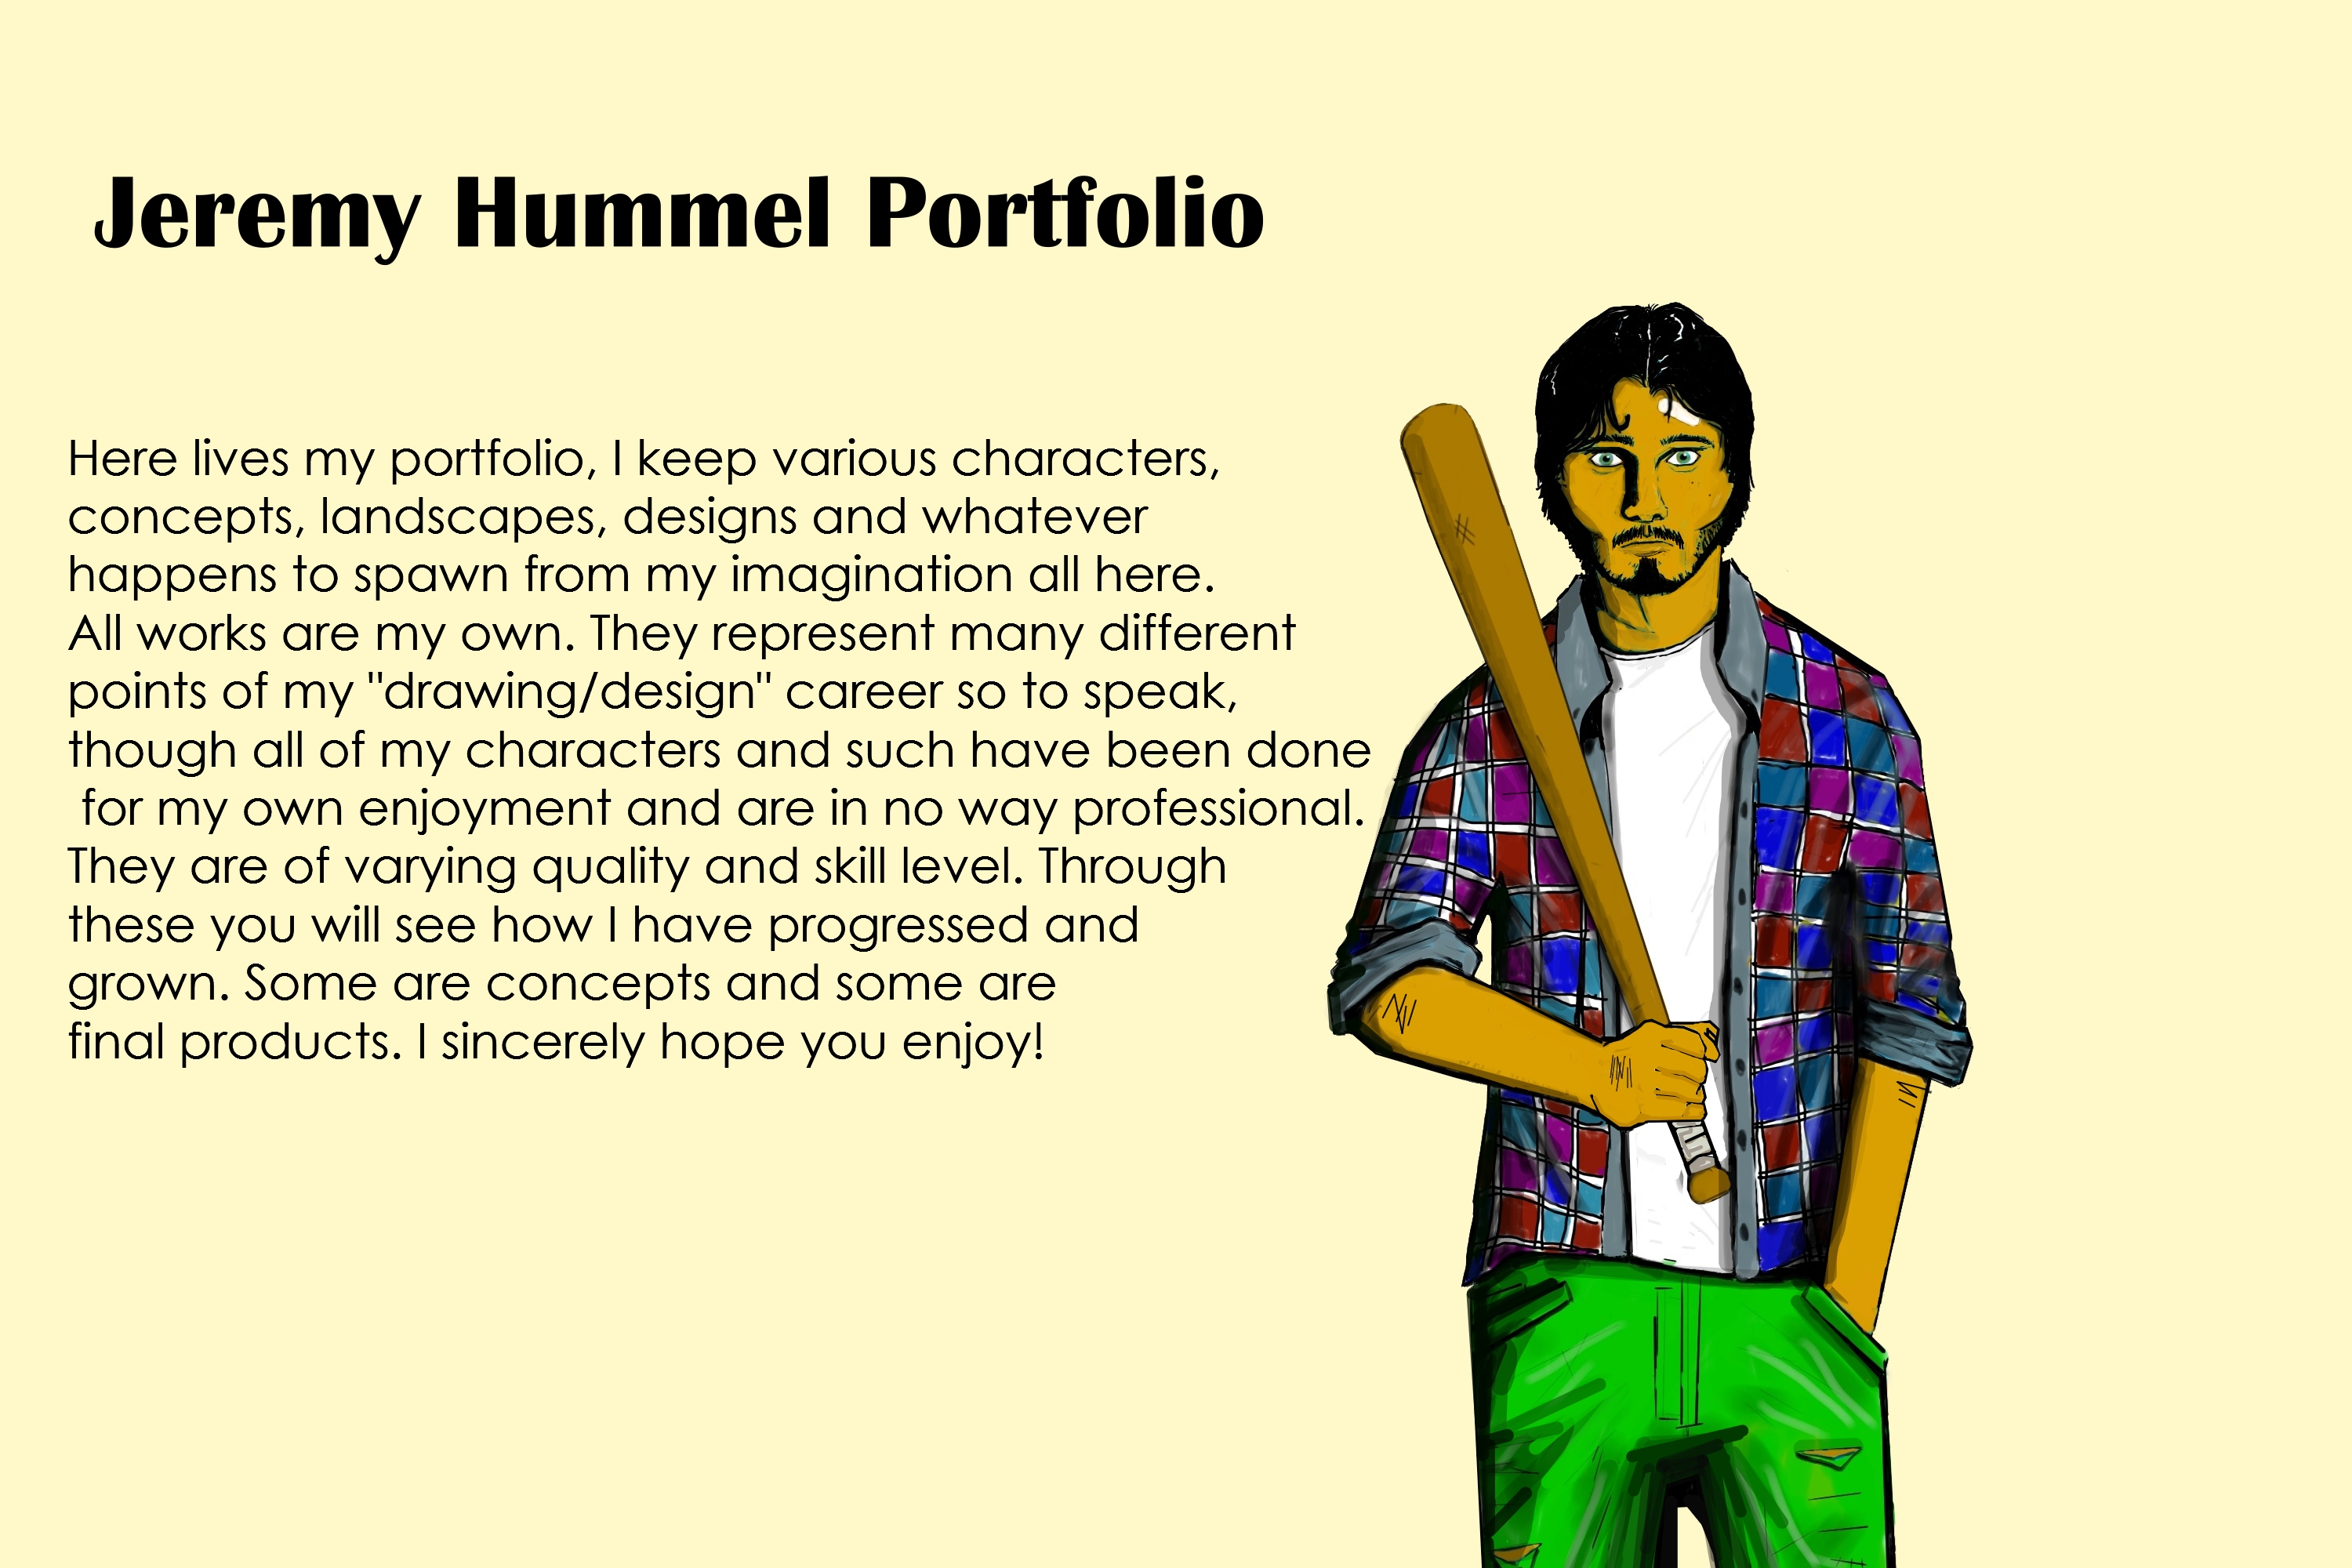 Jeremy Hummel Portfolio
Here lives my portfolio, I keep various characters,
concepts, landscapes, designs and whatever
happens to spawn from my imagination all here.
All works are my own. They represent many different
points of my "drawing/design" career so to speak,
though all of my characters and such have been done
for my own enjoyment and are in no way professional.
They are of varying quality and skill level. Through
these you will see how I have progressed and
grown. Some are concepts and some are
final products. I sincerely hope you enjoy!